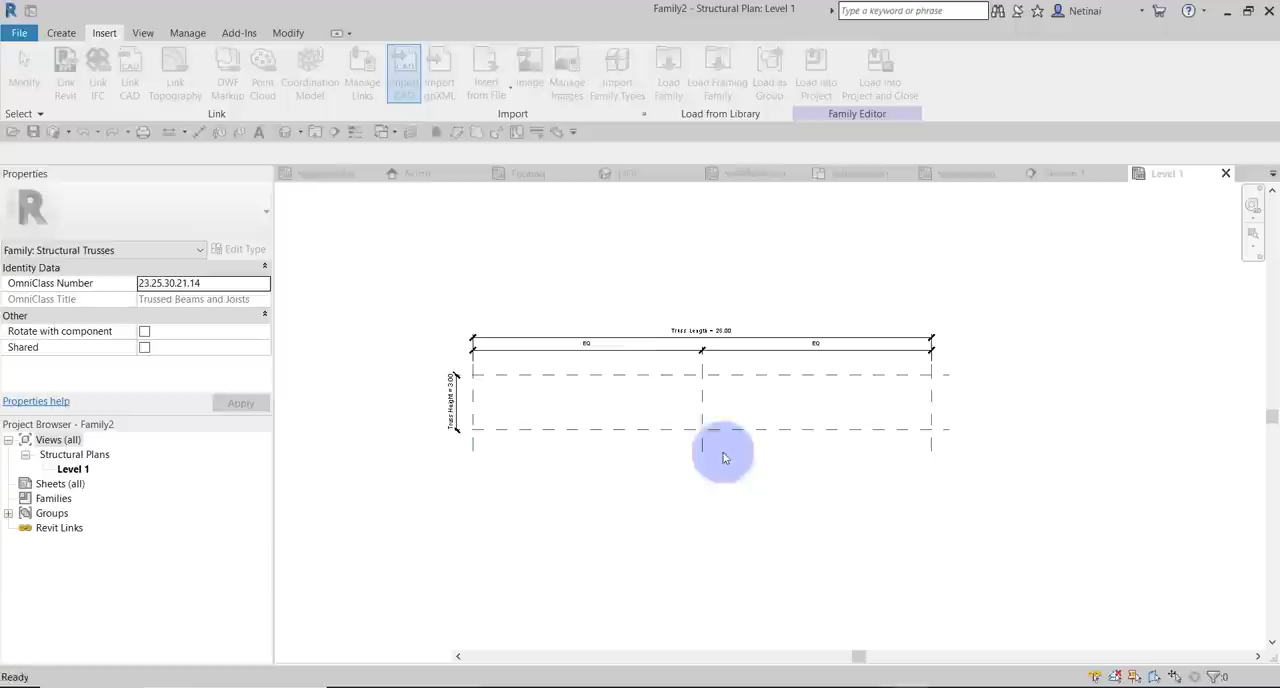 Family2 - Structural Plan: Level 1
Type a keyword or phrase
Netinai
File Create Insert View Manage Add-Ins Modify
Modify
Link Revit
Link IFC
Link CAD
Link Topography
DWF Markup
Point Cloud
Coordination Model
Manage Links
Import CAD
Import gbXML
Insert from File
Image
Manage Images
Import Family Types
Load Family
Load Framing Family
Load as Group
Load into Project
Load into Project and Close
Select
Link
Import
Load from Library
Family Editor
Properties
Level 1
Family: Structural Trusses
Edit Type
Identity Data
OmniClass Number 23.25.30.21.14
OmniClass Title Trussed Beams and Joists
Other
Rotate with component
Shared
Properties help
Apply
Project Browser - Family2
Views (all)
Structural Plans
Level 1
Sheets (all)
Families
Groups
Revit Links
Truss Length = 25.00
EQ EQ
Truss Height = 3.00
Ready
:0